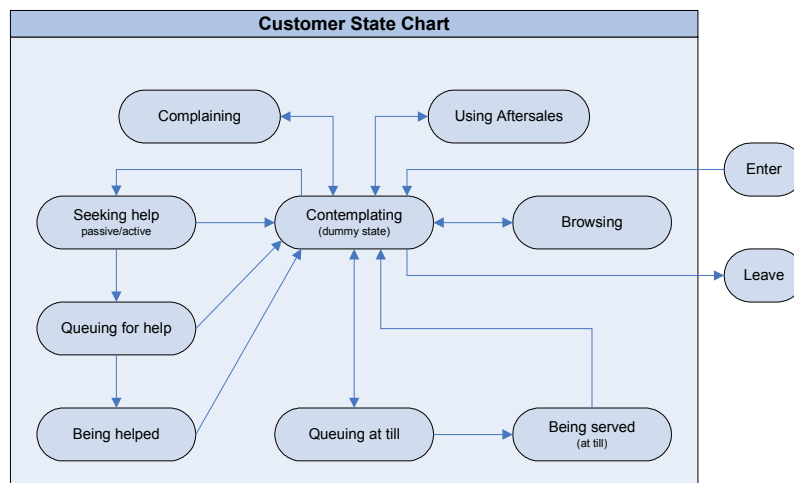 Customer State Chart
Complaining
Using Aftersales
Enter
Seeking help
passive/active
Contemplating
(dummy state)
Browsing
Leave
Queuing for help
Being helped
Queuing at till
Being served
(at till)